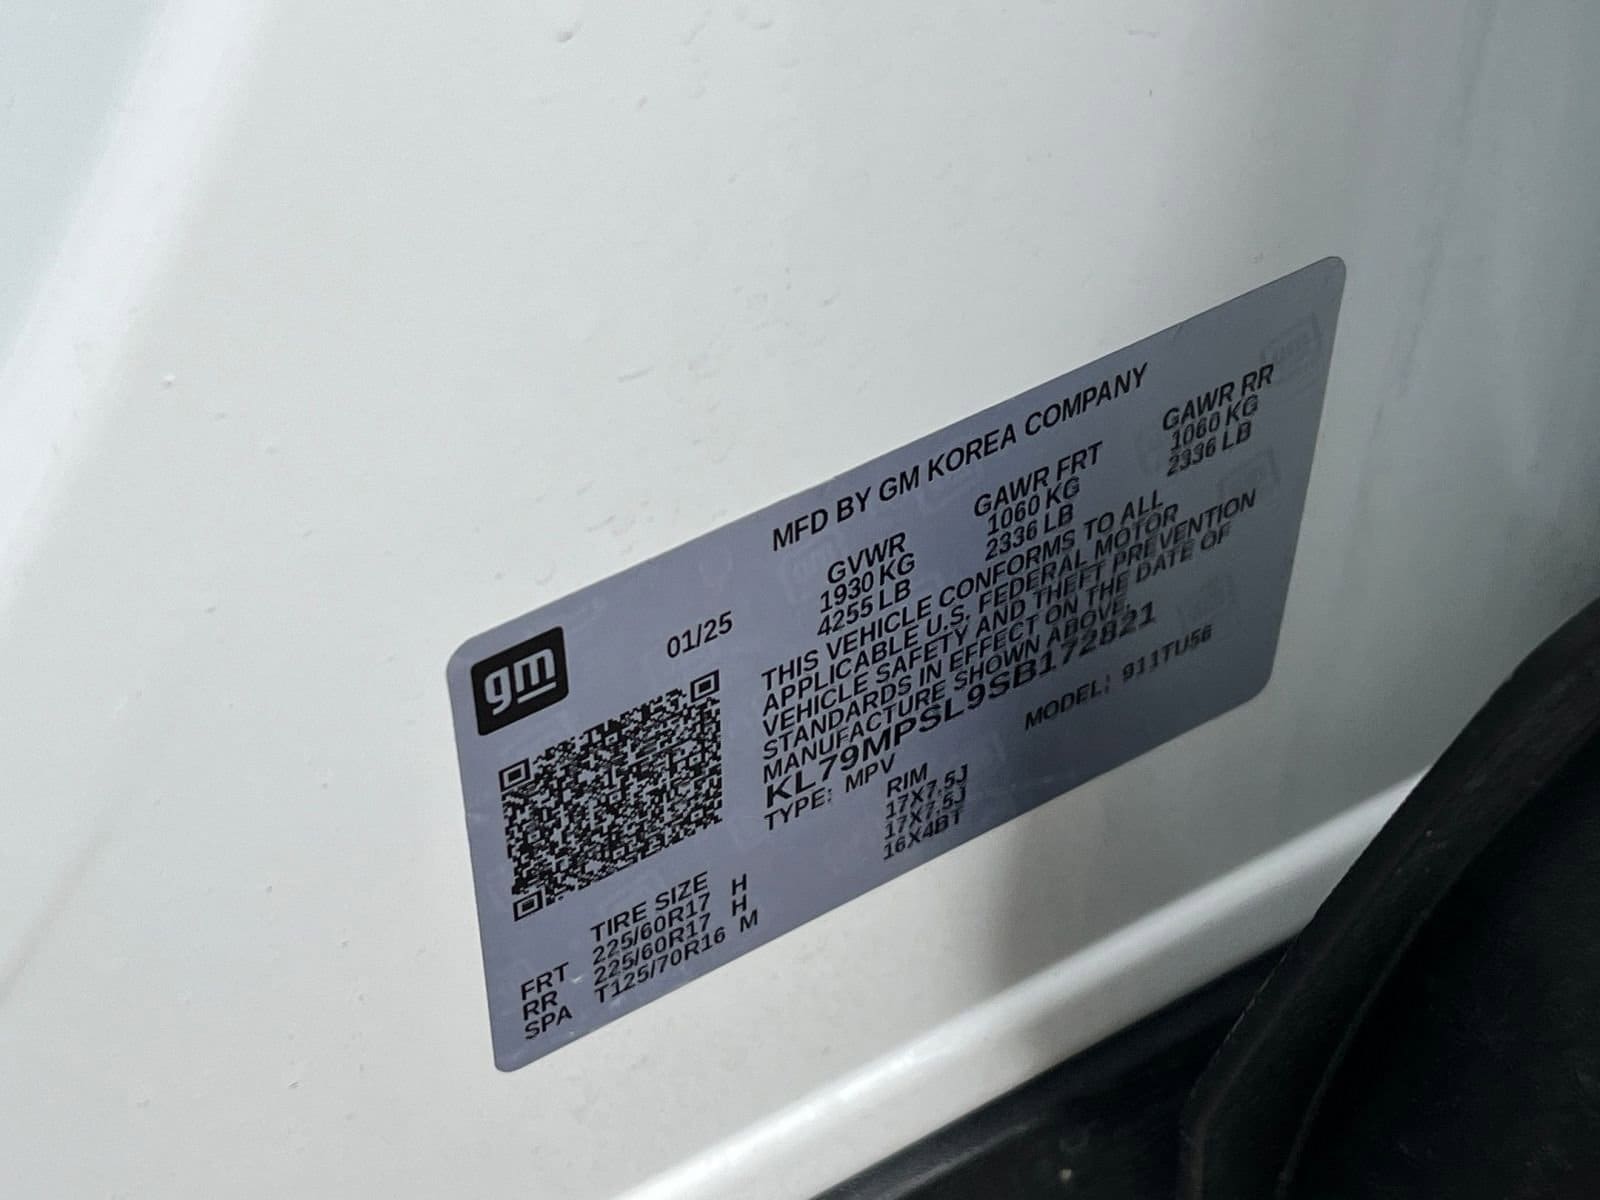 gm
01/25
MFD BY GM KOREA COMPANY
GVWR GAWR FRT GAWR RR
1930 KG 1060 KG 1060 KG
4255 LB 2336 LB 2336 LB
THIS VEHICLE CONFORMS TO ALL
APPLICABLE U.S. FEDERAL MOTOR
VEHICLE SAFETY AND THEFT PREVENTION
STANDARDS IN EFFECT ON THE DATE OF
MANUFACTURE SHOWN ABOVE.
KL79MPSL9SB172821
TYPE: MPV MODEL: 911TU56
TIRE SIZE RIM
FRT 225/60R17 H 17X7.5J
RR 225/60R17 H 17X7.5J
SPA T125/70R16 M 16X4BT